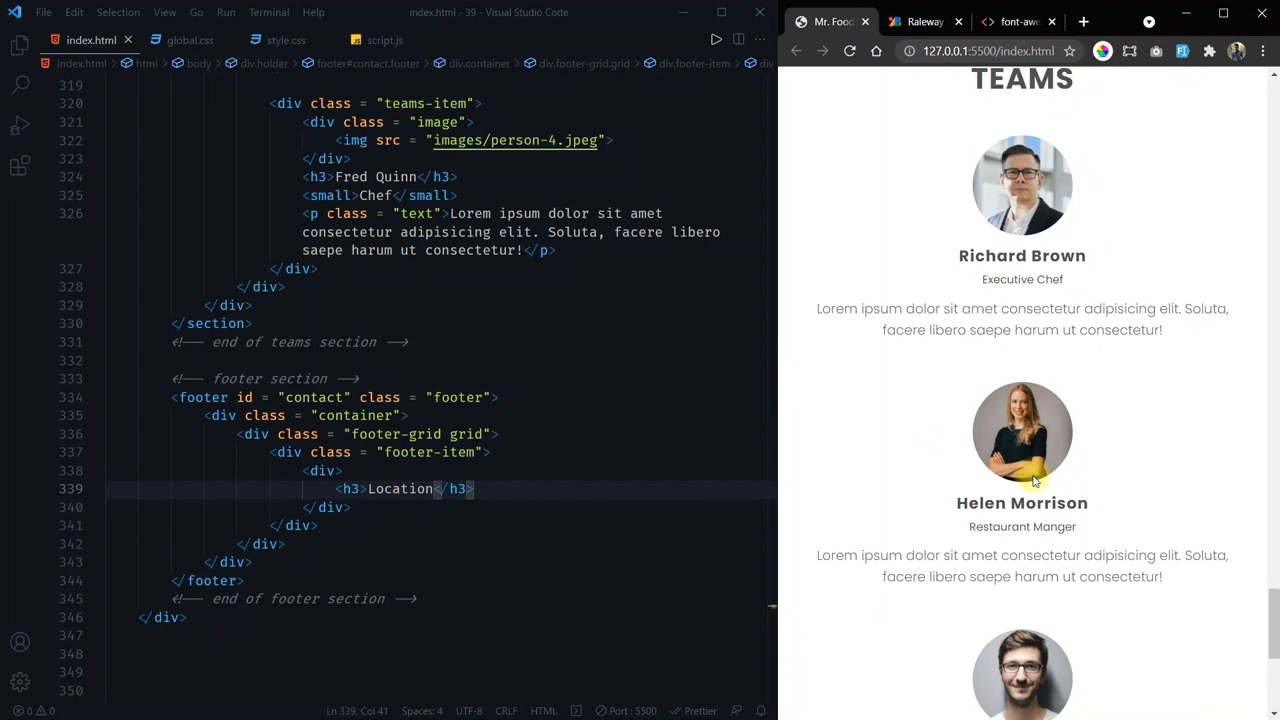 File Edit Selection View Go Run Terminal Help index.html - 39 - Visual Studio Code
index.html global.css style.css script.js
index.html > html > body > div.holder > footer#contact.footer > div.container > div.footer-grid.grid > div.footer-item > div
319
320 <div class = "teams-item">
321 <div class = "image">
322 <img src = "images/person-4.jpeg">
323 </div>
324 <h3>Fred Quinn</h3>
325 <small>Chef</small>
326 <p class = "text">Lorem ipsum dolor sit amet
consectetur adipisicing elit. Soluta, facere libero
saepe harum ut consectetur!</p>
327 </div>
328 </div>
329 </div>
330 </section>
331 <!-- end of teams section -->
332
333 <!-- footer section -->
334 <footer id = "contact" class = "footer">
335 <div class = "container">
336 <div class = "footer-grid grid">
337 <div class = "footer-item">
338 <div>
339 <h3>Location</h3>
340 </div>
341 </div>
342 </div>
343 </div>
344 </footer>
345 <!-- end of footer section -->
346 </div>
347
348
349
350
0 0 Ln 339, Col 41 Spaces: 4 UTF-8 CRLF HTML Port : 5500 Prettier
Mr. Food Raleway font-awe
127.0.0.1:5500/index.html
TEAMS
Richard Brown
Executive Chef
Lorem ipsum dolor sit amet consectetur adipisicing elit. Soluta,
facere libero saepe harum ut consectetur!
Helen Morrison
Restaurant Manger
Lorem ipsum dolor sit amet consectetur adipisicing elit. Soluta,
facere libero saepe harum ut consectetur!